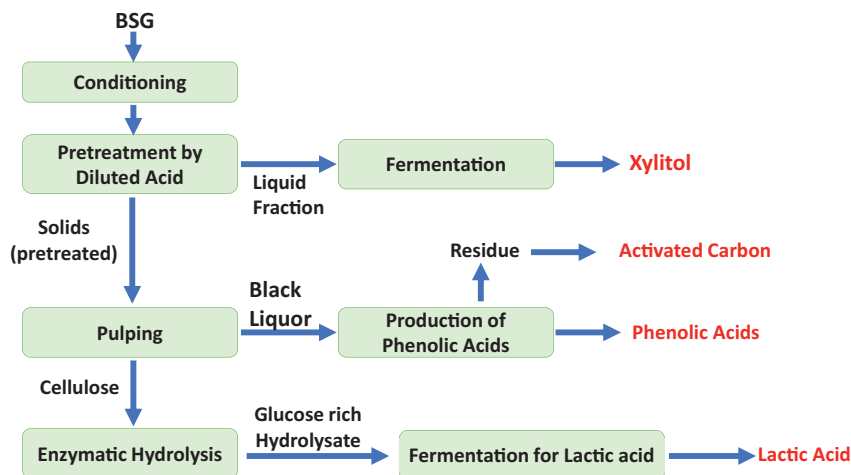 BSG
Conditioning
Pretreatment by
Diluted Acid
Liquid
Fraction
Fermentation
Xylitol
Solids
(pretreated)
Residue
Activated Carbon
Black
Liquor
Pulping
Production of
Phenolic Acids
Phenolic Acids
Cellulose
Glucose rich
Hydrolysate
Enzymatic Hydrolysis
Fermentation for Lactic acid
Lactic Acid